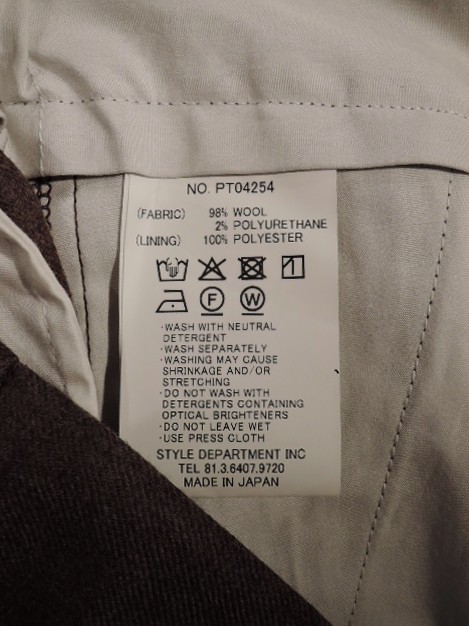 NO. PT04254
(FABRIC) 98% WOOL
2% POLYURETHANE
(LINING) 100% POLYESTER
F W
·WASH WITH NEUTRAL
DETERGENT
·WASH SEPARATELY
·WASHING MAY CAUSE
SHRINKAGE AND/OR
STRETCHING
·DO NOT WASH WITH
DETERGENTS CONTAINING
OPTICAL BRIGHTENERS
·DO NOT LEAVE WET
·USE PRESS CLOTH
STYLE DEPARTMENT INC
TEL 81.3.6407.9720
MADE IN JAPAN